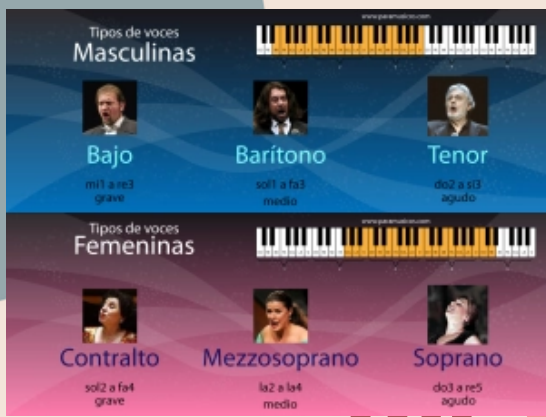 www.paramusicos.com
Tipos de voces
Masculinas
Bajo
Barítono
Tenor
mi1 a re3
grave
sol1 a fa3
medio
do2 a si3
agudo
www.paramusicos.com
Tipos de voces
Femeninas
Contralto
Mezzosoprano
Soprano
sol2 a fa4
grave
la2 a la4
medio
do3 a re5
agudo